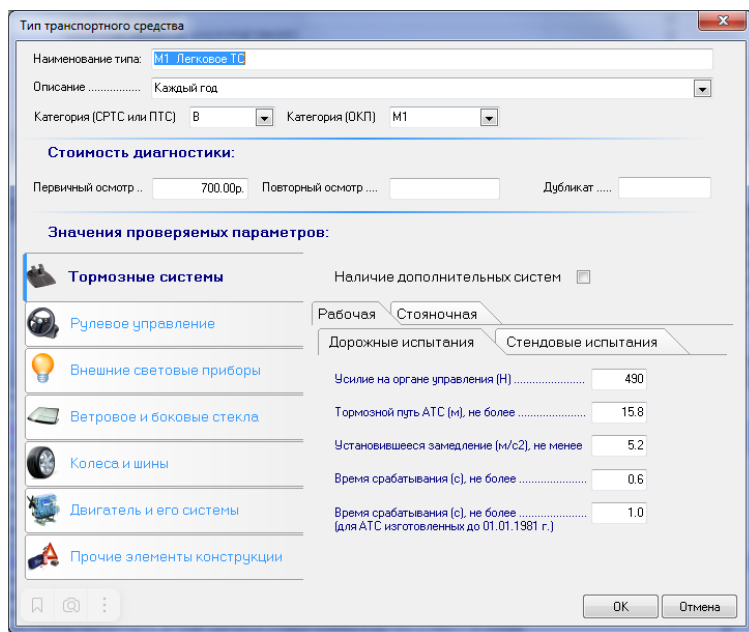 Тип транспортного средства
Наименование типа: M1 Легковое ТС
Описание ................ Каждый год
Категория (СРТС или ПТС) B Категория (ОКП) M1
Стоимость диагностики:
Первичный осмотр .. 700.00р. Повторный осмотр .... Дубликат .....
Значения проверяемых параметров:
Тормозные системы Наличие дополнительных систем
Рабочая Стояночная
Рулевое управление
Дорожные испытания Стендовые испытания
Внешние световые приборы
Усилие на органе управления (Н) ....................... 490
Ветровое и боковые стекла
Тормозной путь АТС (м), не более ..................... 15.8
Установившееся замедление (м/с2), не менее 5.2
Колеса и шины
Время срабатывания (с), не более ..................... 0.6
Двигатель и его системы
Время срабатывания (с), не более ..................... 1.0
(для АТС изготовленных до 01.01.1981 г.)
Прочие элементы конструкции
OK Отмена